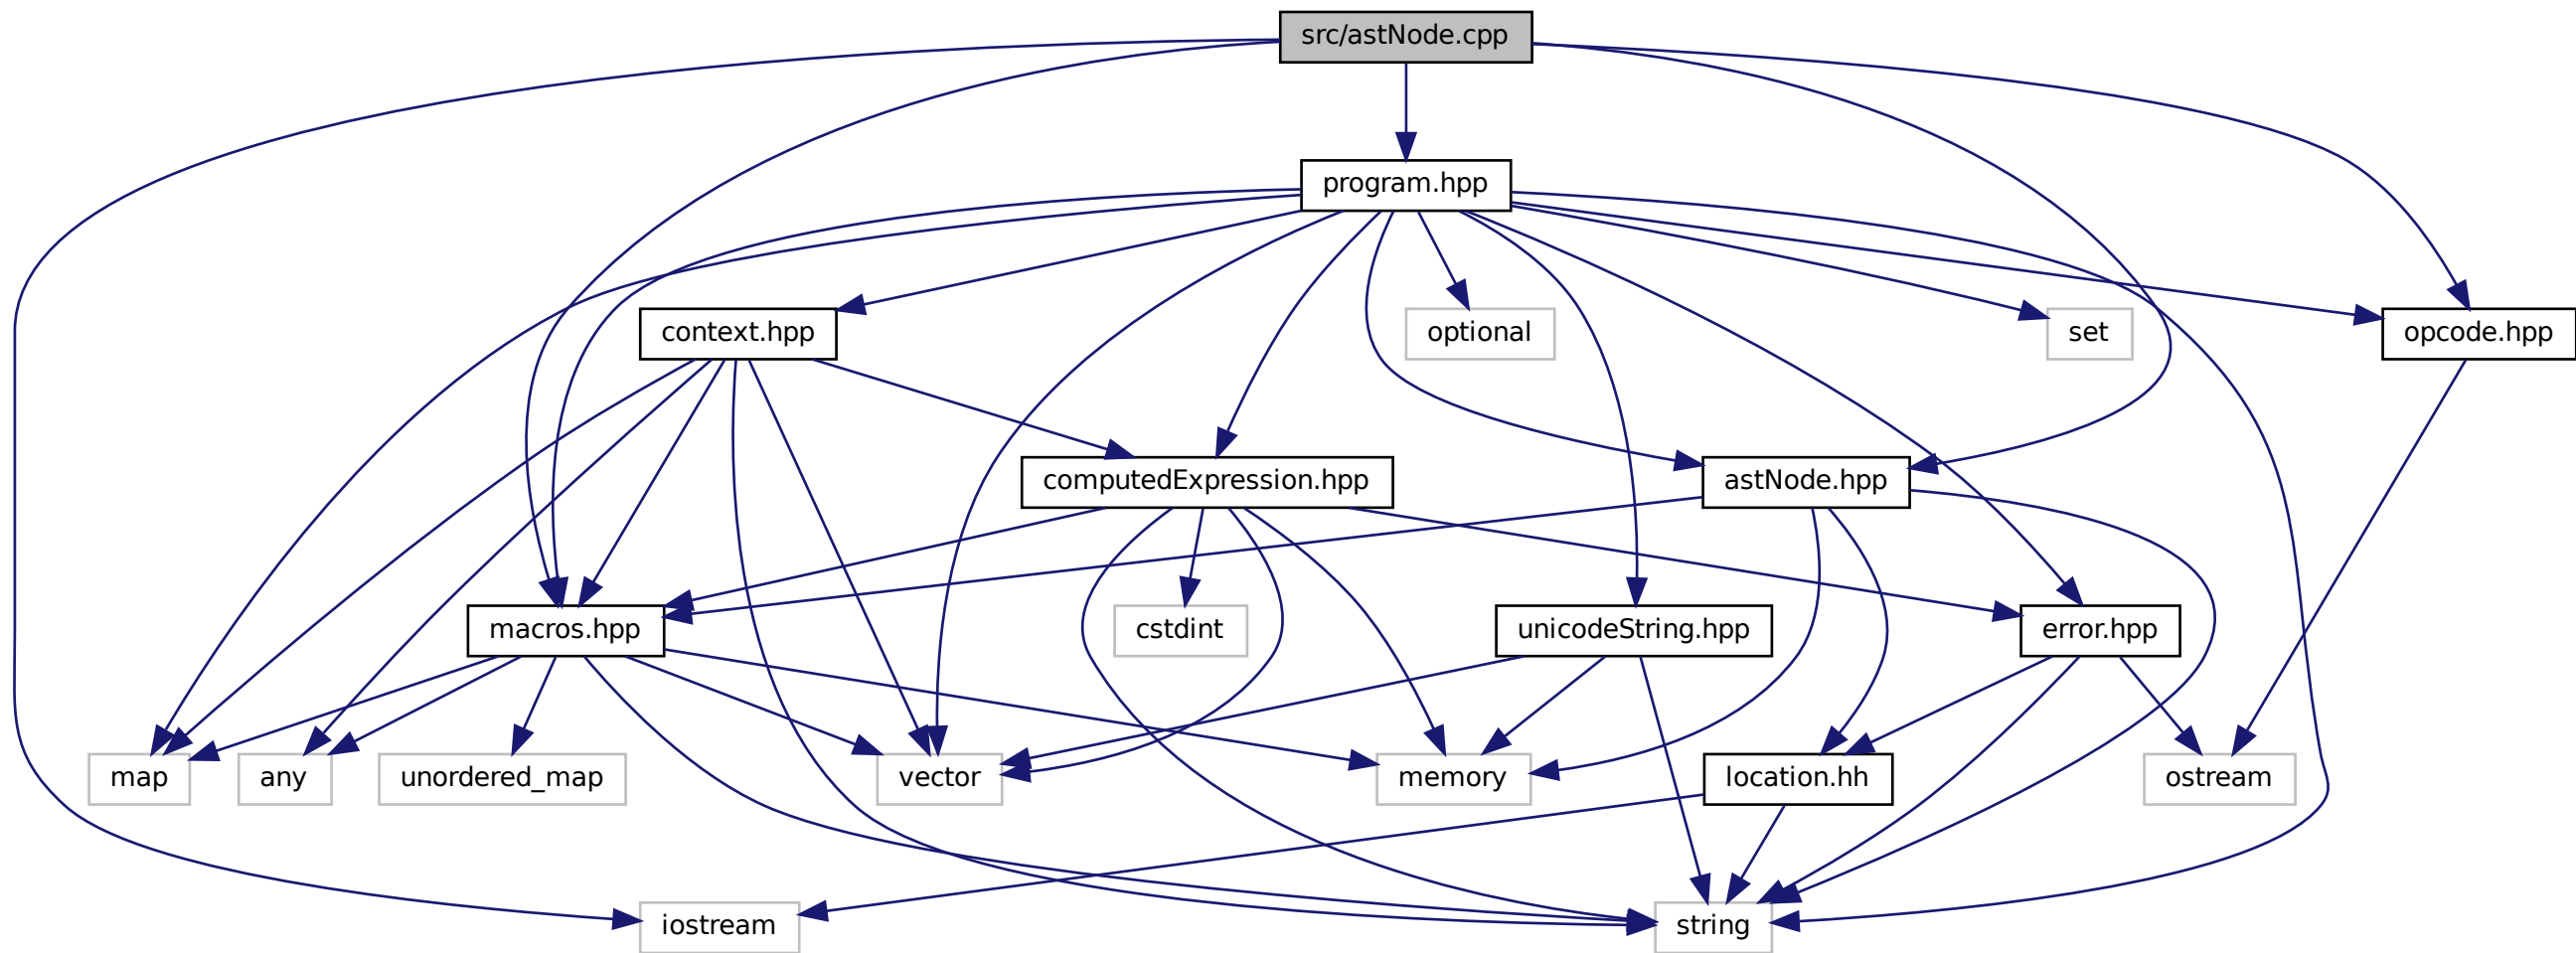 src/astNode.cpp
program.hpp
context.hpp
optional
set
opcode.hpp
computedExpression.hpp
astNode.hpp
macros.hpp
cstdint
unicodeString.hpp
error.hpp
map
any
unordered_map
vector
memory
location.hh
ostream
iostream
string